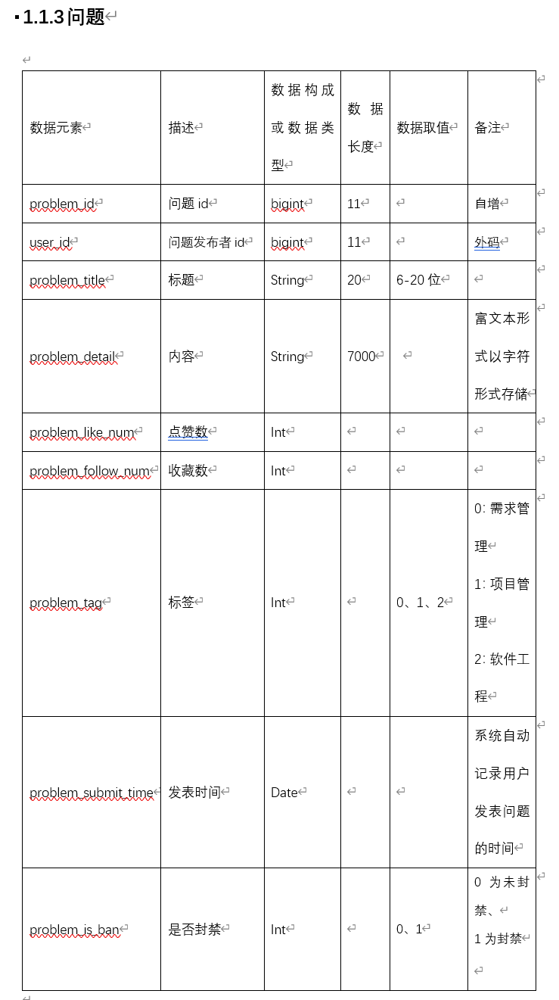 1.1.3问题
数据元素
描述
数据构成
或数据类
型
数据
长度
数据取值
备注
problem_id
问题 id
bigint
11
自增
user_id
问题发布者 id
bigint
11
外码
problem_title
标题
String
20
6-20 位
problem_detail
内容
String
7000
富文本形
式以字符
形式存储
problem_like_num
点赞数
Int
problem_follow_num
收藏数
Int
problem_tag
标签
Int
0、1、2
0: 需求管
理
1: 项目管
理
2: 软件工
程
problem_submit_time
发表时间
Date
系统自动
记录用户
发表问题
的时间
problem_is_ban
是否封禁
Int
0、1
0 为未封
禁、
1 为封禁